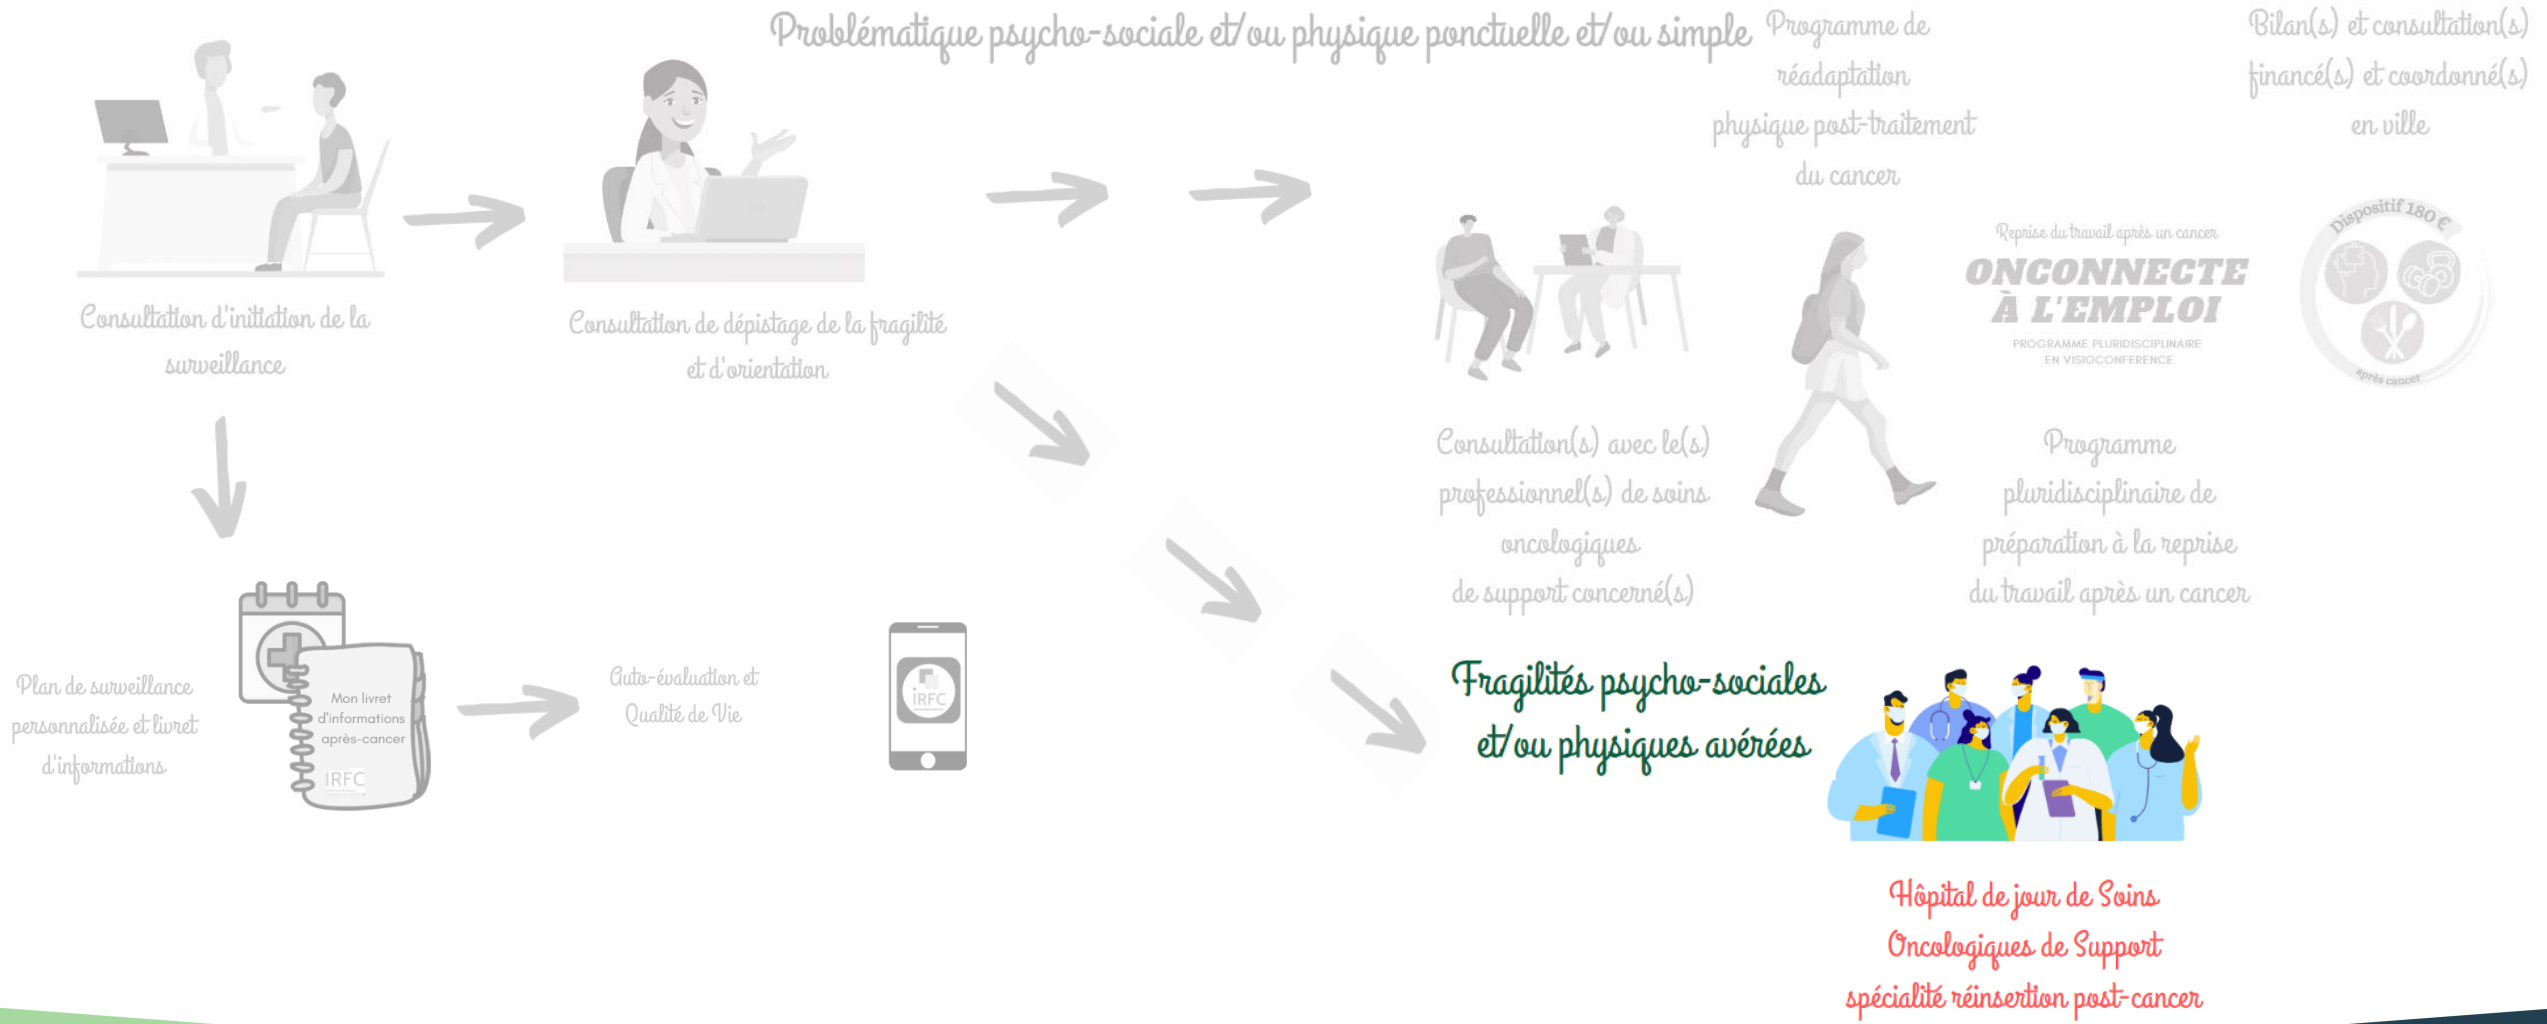 Problématique psycho-sociale et/ou physique ponctuelle et/ou simple
Consultation d'initiation de la
surveillance
Consultation de dépistage de la fragilité
et d'orientation
Programme de
réadaptation
physique post-traitement
du cancer
Bilan(s) et consultation(s)
financé(s) et coordonné(s)
en ville
Reprise du travail après un cancer
ONCONNECTE
À L'EMPLOI
PROGRAMME PLURIDISCIPLINAIRE
EN VISIOCONFERENCE
Dispositif 180 €
après cancer
Consultation(s) avec le(s)
professionnel(s) de soins
oncologiques
de support concerné(s)
Programme
pluridisciplinaire de
préparation à la reprise
du travail après un cancer
Plan de surveillance
personnalisée et livret
d'informations
Mon livret
d'informations
après-cancer
IRFC
Auto-évaluation et
Qualité de Vie
iRFC
Fragilités psycho-sociales
et/ou physiques avérées
Hôpital de jour de Soins
Oncologiques de Support
spécialité réinsertion post-cancer